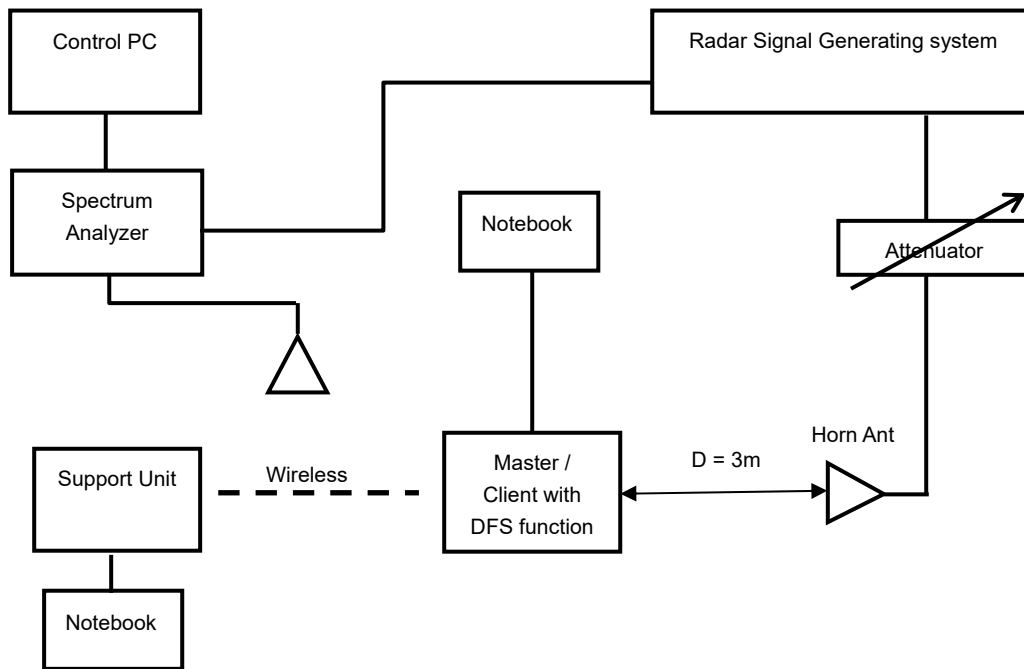 Control PC
Radar Signal Generating system
Spectrum
Analyzer
Notebook
Attenuator
Horn Ant
D = 3m
Support Unit
Wireless
Master /
Client with
DFS function
Notebook